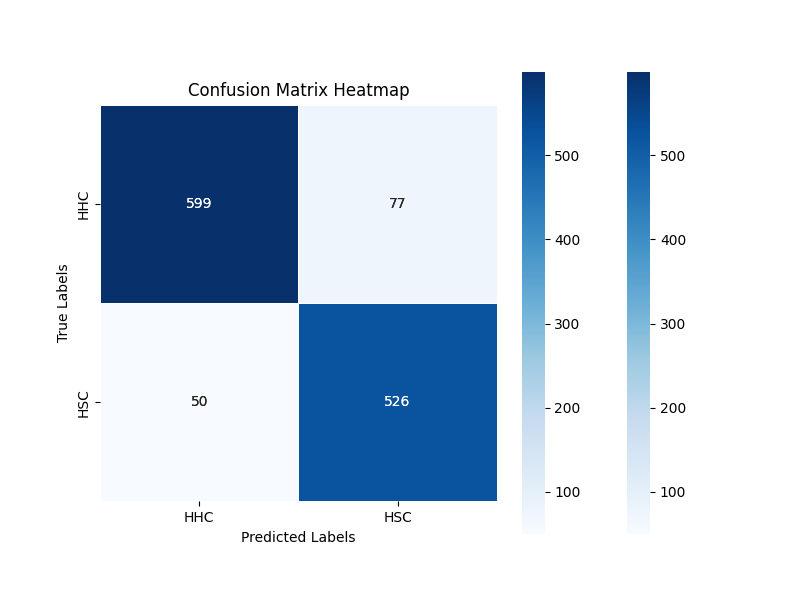 Confusion Matrix Heatmap
True Labels
HHC
HSC
599
77
50
526
HHC
HSC
Predicted Labels
500
400
300
200
100
500
400
300
200
100